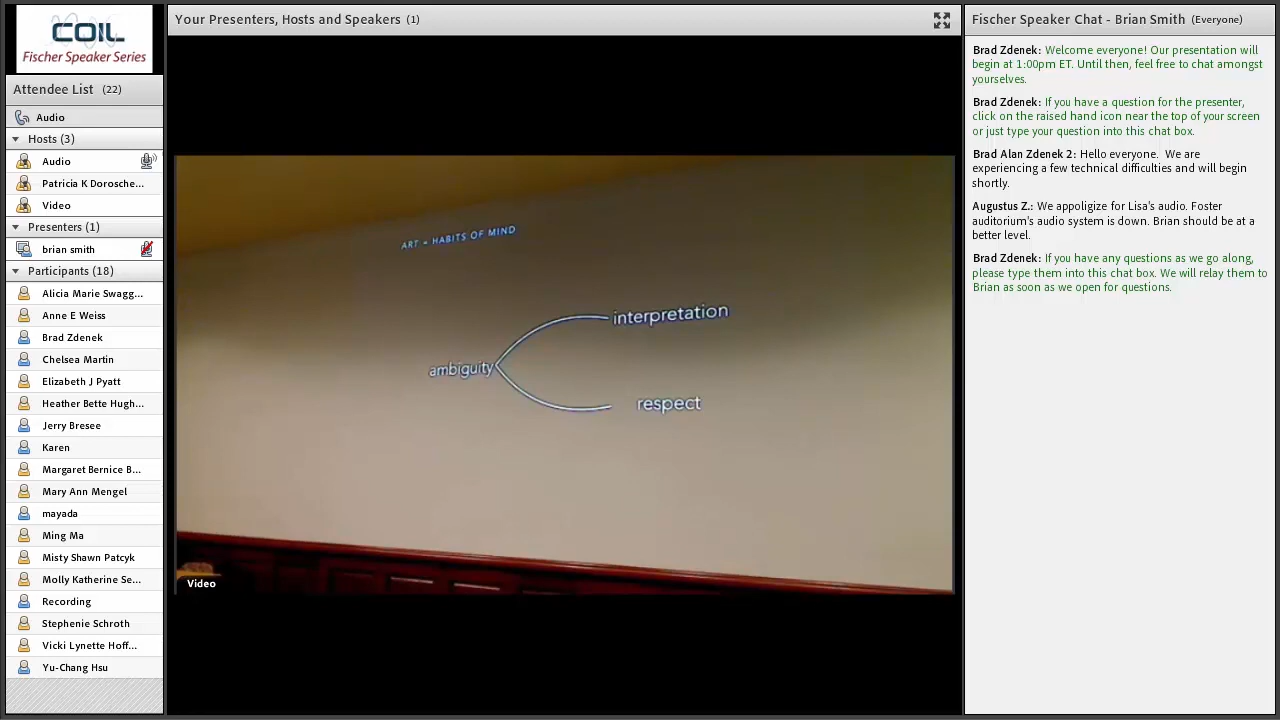 COIL
Fischer Speaker Series
Attendee List (22)
Audio
Hosts (3)
Audio
Patricia K Dorosche...
Video
Presenters (1)
brian smith
Participants (18)
Alicia Marie Swagg...
Anne E Weiss
Brad Zdenek
Chelsea Martin
Elizabeth J Pyatt
Heather Bette Hugh...
Jerry Bresee
Karen
Margaret Bernice B...
Mary Ann Mengel
mayada
Ming Ma
Misty Shawn Patcyk
Molly Katherine Se...
Recording
Stephenie Schroth
Vicki Lynette Hoff...
Yu-Chang Hsu
Your Presenters, Hosts and Speakers (1)
ART = HABITS OF MIND
interpretation
ambiguity
respect
Video
Fischer Speaker Chat - Brian Smith (Everyone)
Brad Zdenek: Welcome everyone! Our presentation will
begin at 1:00pm ET. Until then, feel free to chat amongst
yourselves.
Brad Zdenek: If you have a question for the presenter,
click on the raised hand icon near the top of your screen
or just type your question into this chat box.
Brad Alan Zdenek 2: Hello everyone. We are
experiencing a few technical difficulties and will begin
shortly.
Augustus Z.: We appoligize for Lisa's audio. Foster
auditorium's audio system is down. Brian should be at a
better level.
Brad Zdenek: If you have any questions as we go along,
please type them into this chat box. We will relay them to
Brian as soon as we open for questions.